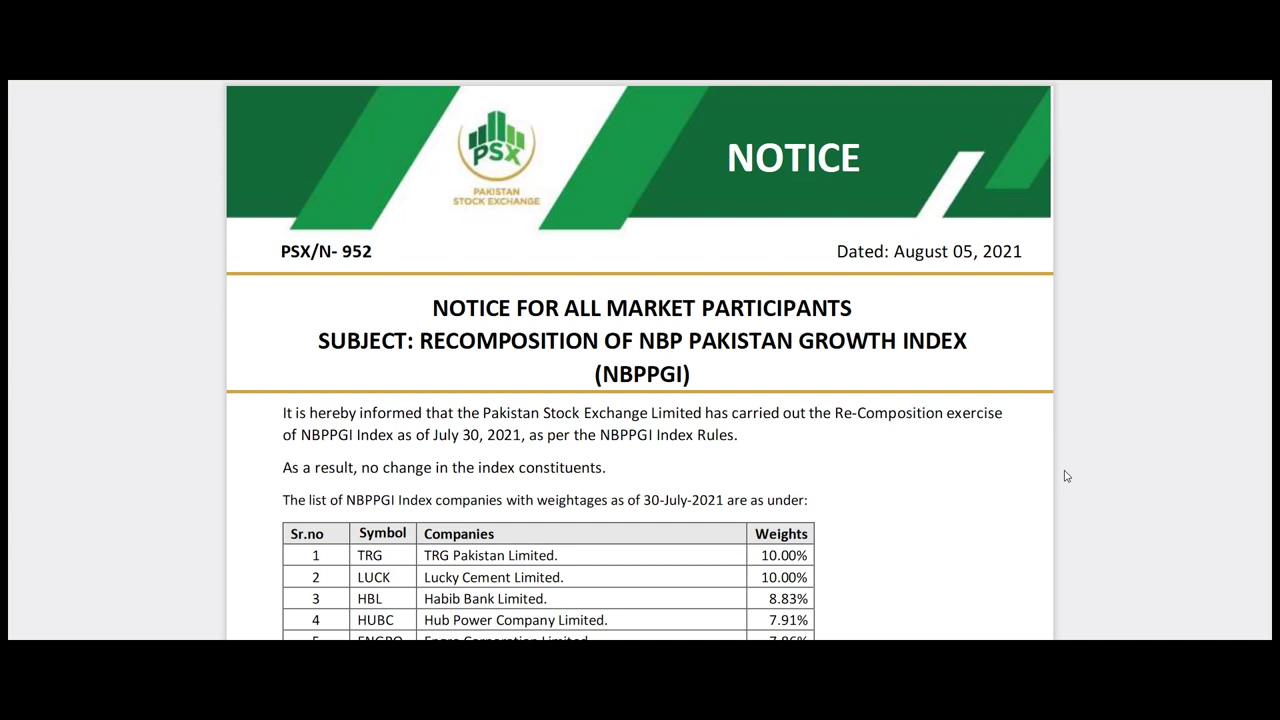 PSX
PAKISTAN
STOCK EXCHANGE
NOTICE
PSX/N- 952 Dated: August 05, 2021
NOTICE FOR ALL MARKET PARTICIPANTS
SUBJECT: RECOMPOSITION OF NBP PAKISTAN GROWTH INDEX
(NBPPGI)
It is hereby informed that the Pakistan Stock Exchange Limited has carried out the Re-Composition exercise
of NBPPGI Index as of July 30, 2021, as per the NBPPGI Index Rules.
As a result, no change in the index constituents.
The list of NBPPGI Index companies with weightages as of 30-July-2021 are as under:
Sr.no Symbol Companies Weights
1 TRG TRG Pakistan Limited. 10.00%
2 LUCK Lucky Cement Limited. 10.00%
3 HBL Habib Bank Limited. 8.83%
4 HUBC Hub Power Company Limited. 7.91%